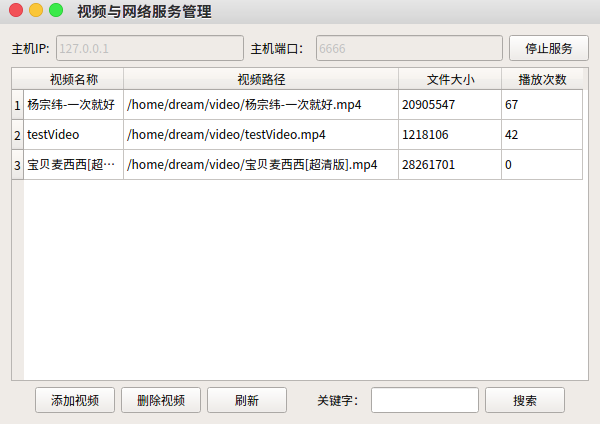 视频与网络服务管理
主机IP: 127.0.0.1 主机端口: 6666 停止服务
视频名称 视频路径 文件大小 播放次数
1 杨宗纬-一次就好 /home/dream/video/杨宗纬-一次就好.mp4 20905547 67
2 testVideo /home/dream/video/testVideo.mp4 1218106 42
3 宝贝麦西西[超… /home/dream/video/宝贝麦西西[超清版].mp4 28261701 0
添加视频 删除视频 刷新 关键字: 搜索